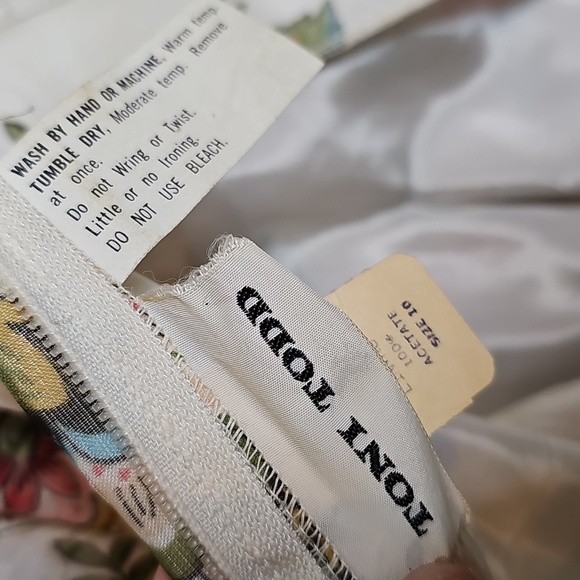 WASH BY HAND OR MACHINE, Warm temp.
TUMBLE DRY, Moderate temp. Remove
at once.
Do not Wring or Twist.
Little or no Ironing.
DO NOT USE BLEACH.
TONI TODD
100%
ACETATE
SIZE 10